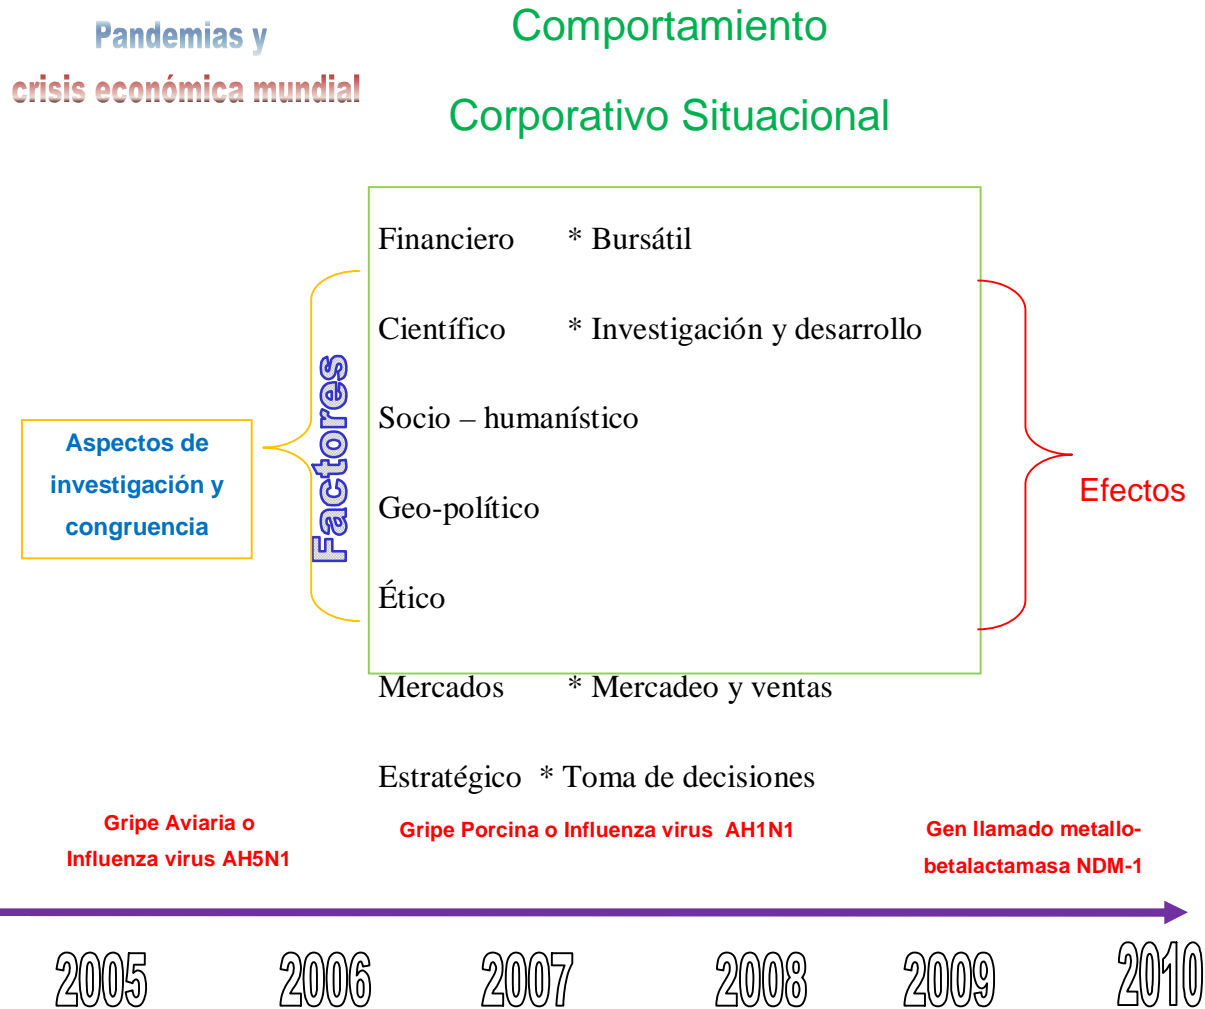 Pandemias y
crisis económica mundial
Comportamiento
Corporativo Situacional
Aspectos de
investigación y
congruencia
Factores
Financiero * Bursátil
Científico * Investigación y desarrollo
Socio – humanístico
Geo-político
Ético
Mercados * Mercadeo y ventas
Estratégico * Toma de decisiones
Efectos
Gripe Aviaria o
Influenza virus AH5N1
Gripe Porcina o Influenza virus AH1N1
Gen llamado metallo-
betalactamasa NDM-1
2005 2006 2007 2008 2009 2010